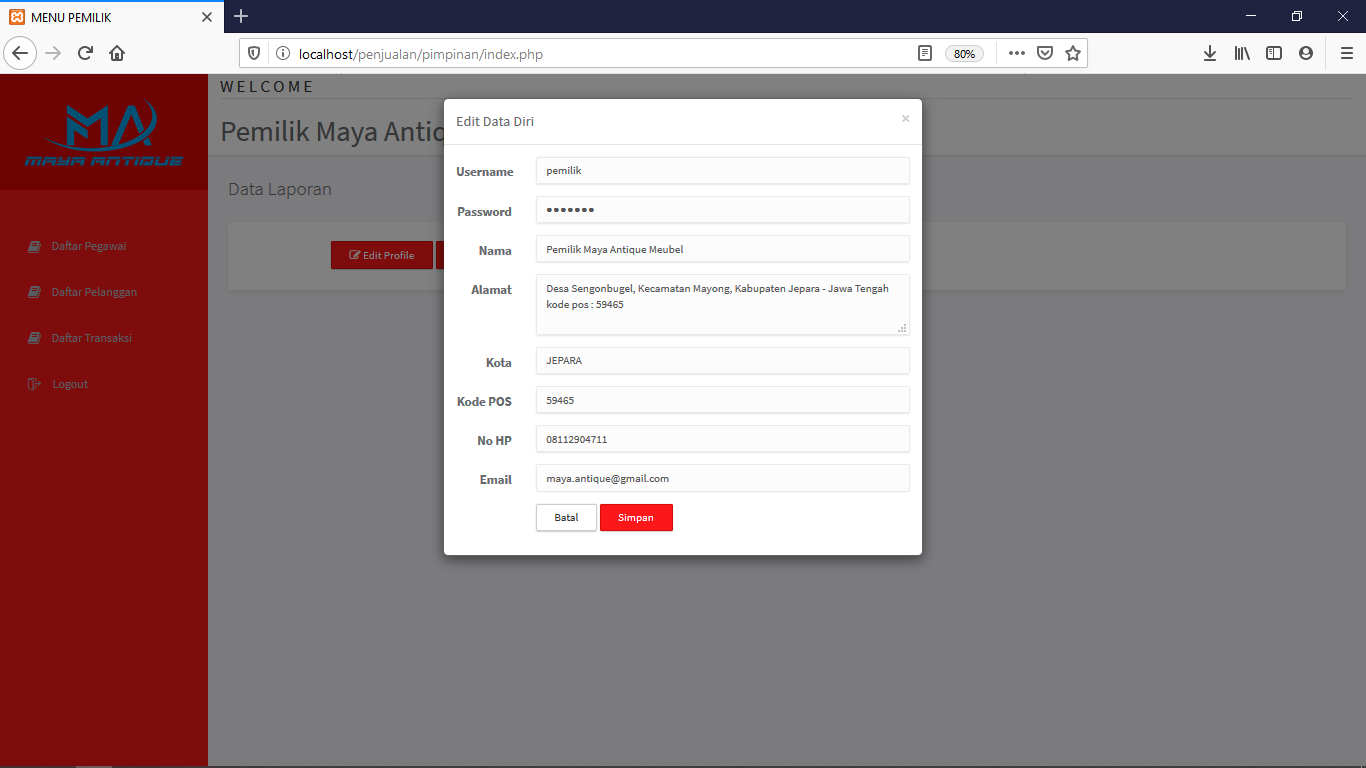 MENU PEMILIK
localhost/penjualan/pimpinan/index.php
80%
MA
MAYA ANTIQUE
Daftar Pegawai
Daftar Pelanggan
Daftar Transaksi
Logout
WELCOME
Pemilik Maya
Data Laporan
Edit Profile
Edit Data Diri
×
Username
pemilik
Password
•••••••
Nama
Pemilik Maya Antique Meubel
Alamat
Desa Sengonbugel, Kecamatan Mayong, Kabupaten Jepara - Jawa Tengah
kode pos : 59465
Kota
JEPARA
Kode POS
59465
No HP
08112904711
Email
maya.antique@gmail.com
Batal
Simpan